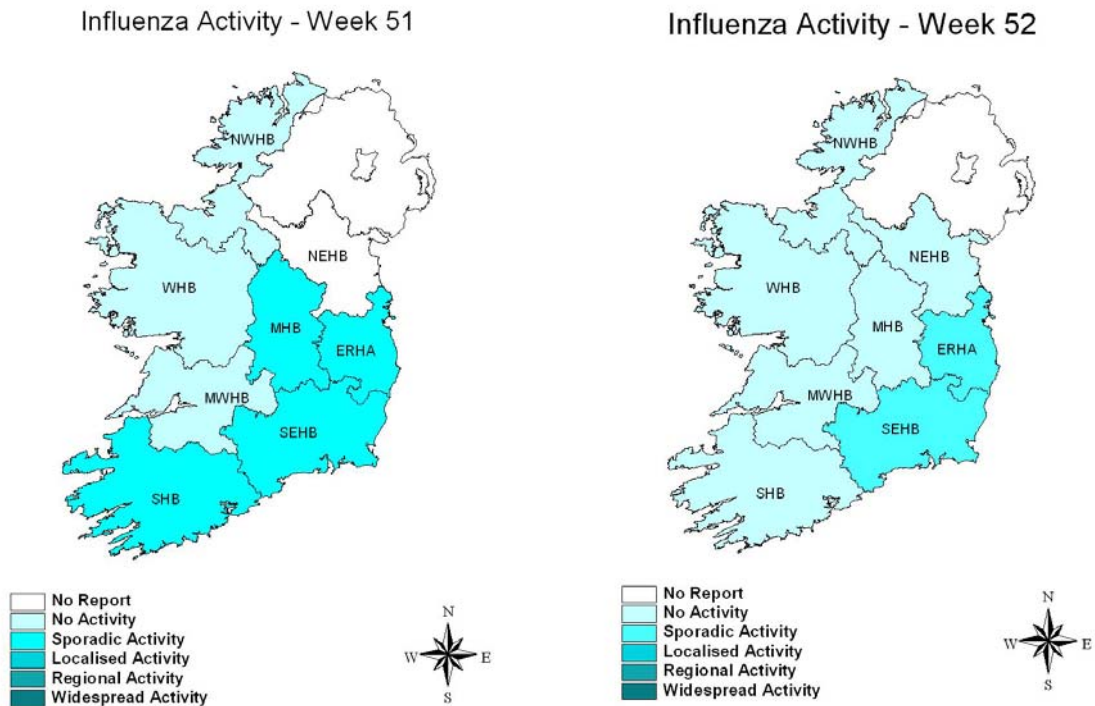 Influenza Activity - Week 51
NWHB
NEHB
WHB
MHB
ERHA
MWHB
SEHB
SHB
No Report
No Activity
Sporadic Activity
Localised Activity
Regional Activity
Widespread Activity
N
W E
S
Influenza Activity - Week 52
NWHB
NEHB
WHB
MHB
ERHA
MWHB
SEHB
SHB
No Report
No Activity
Sporadic Activity
Localised Activity
Regional Activity
Widespread Activity
N
W E
S